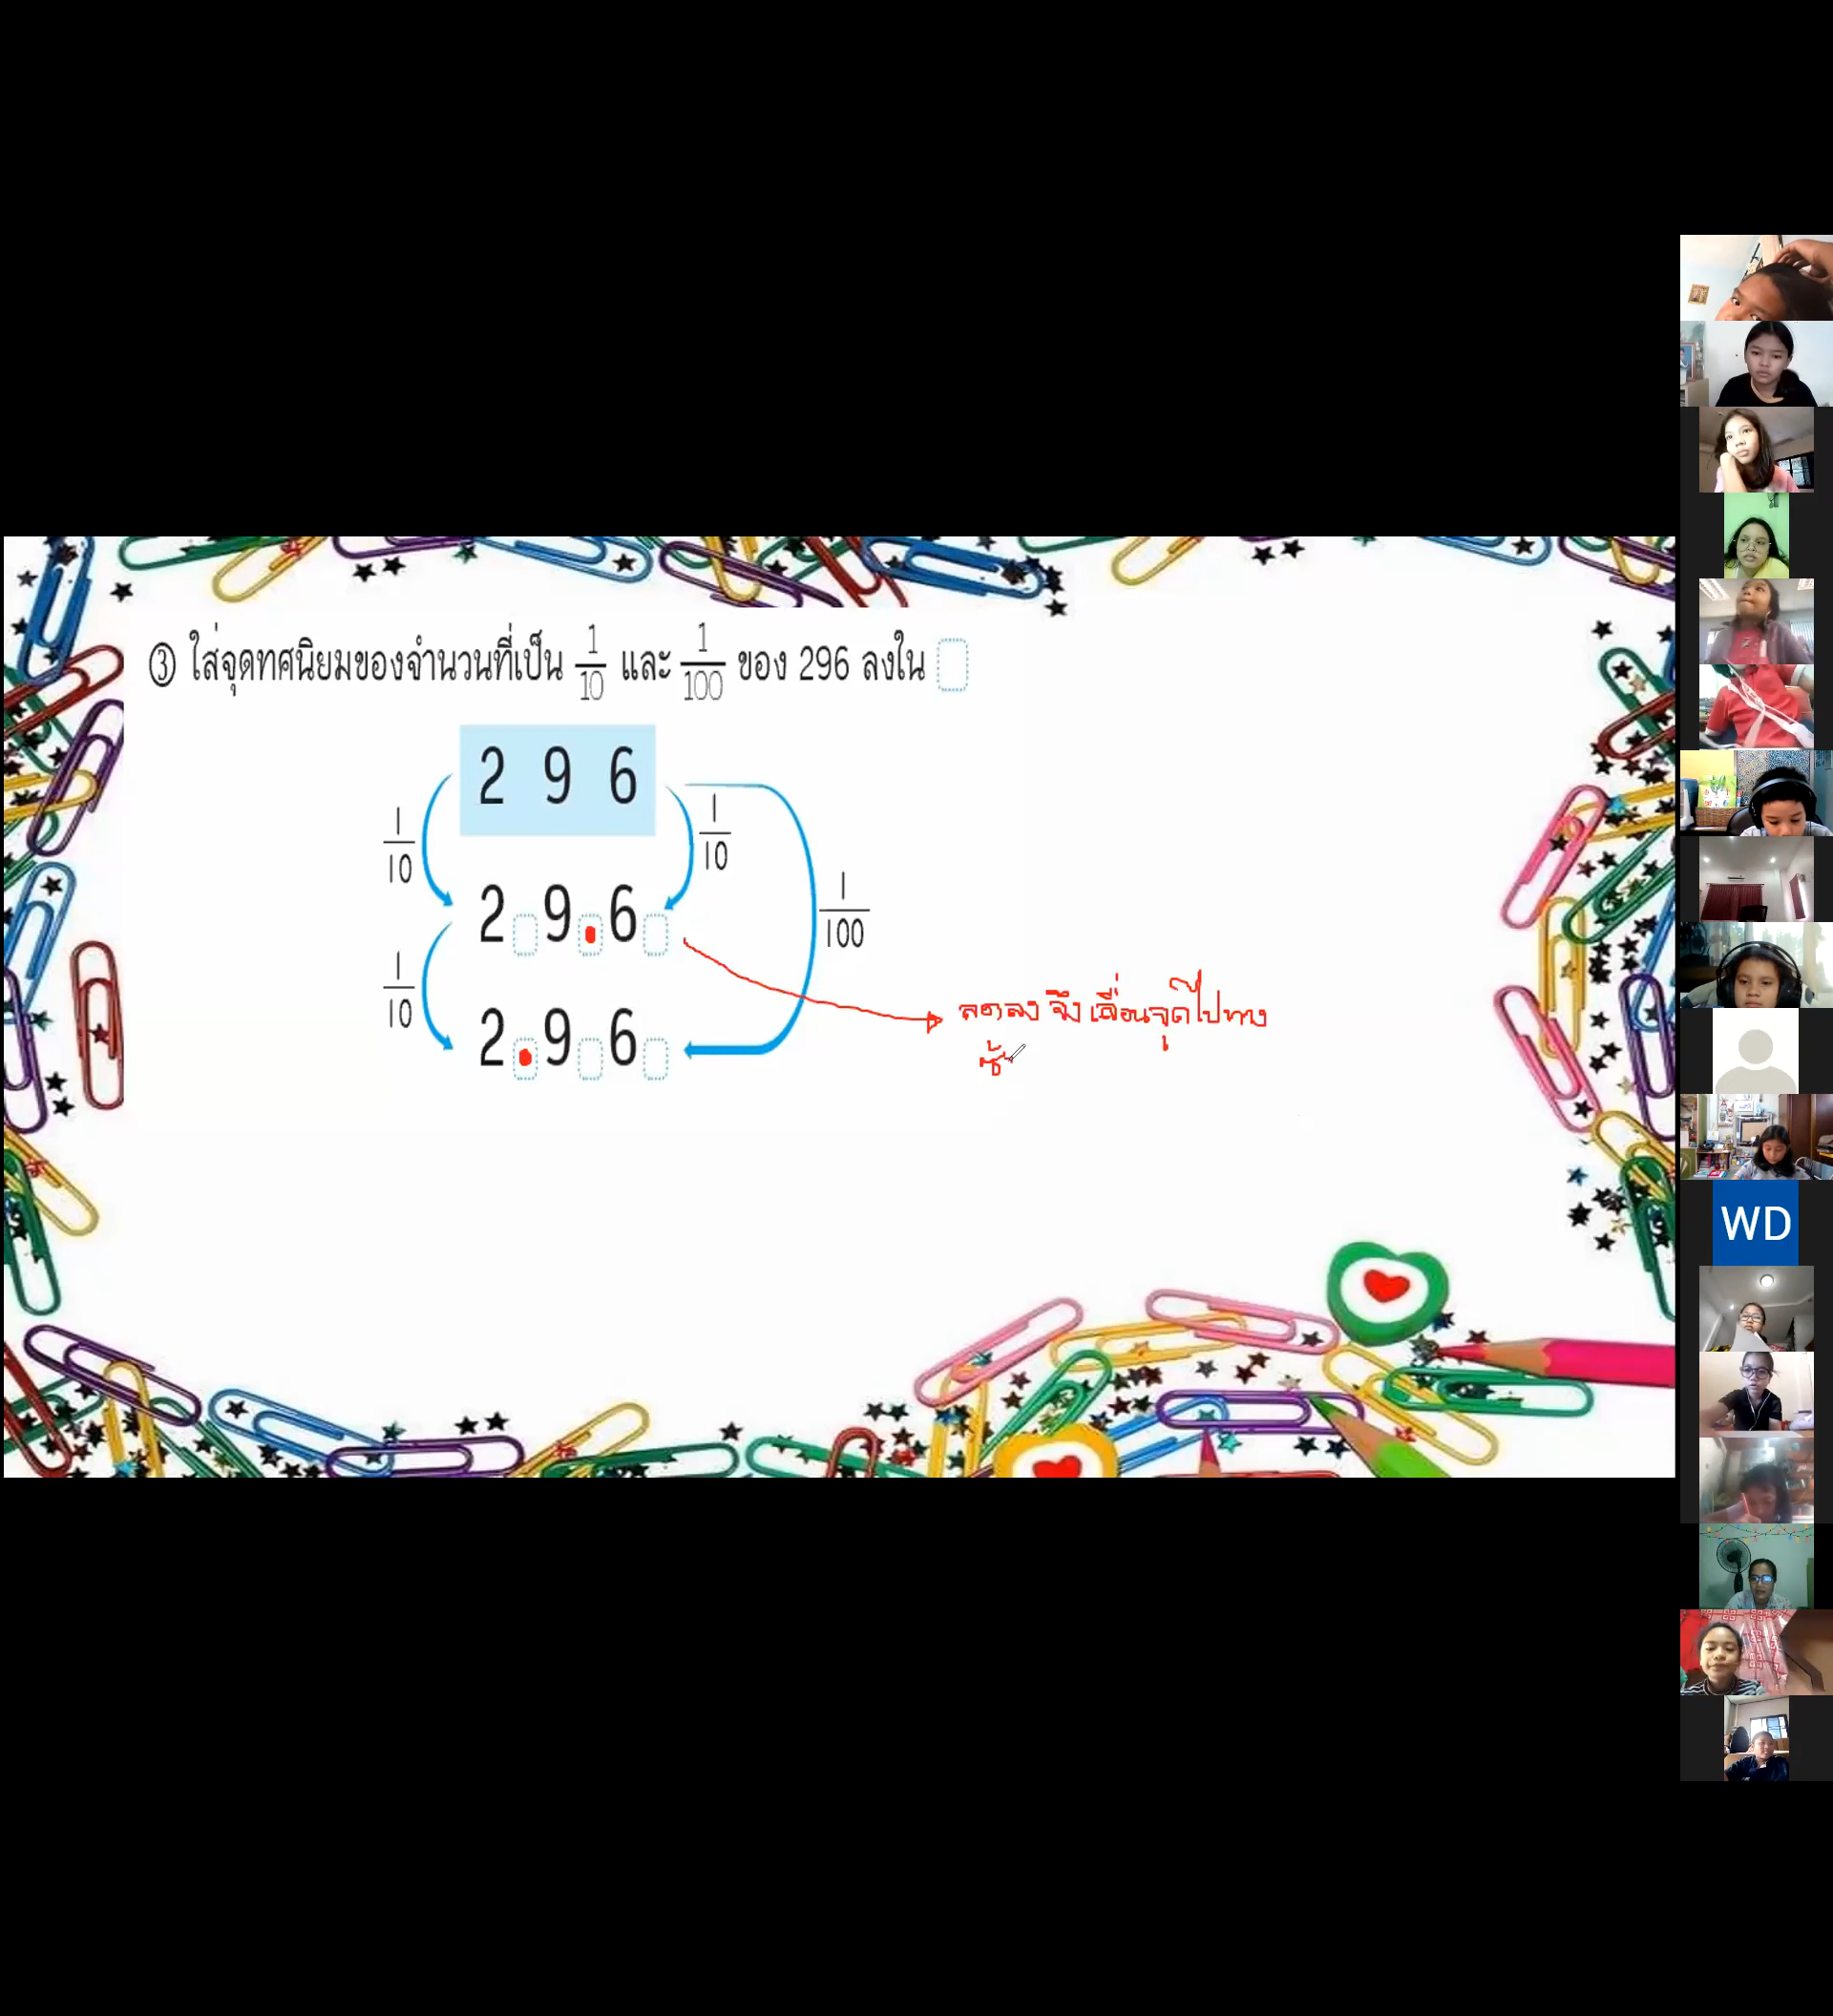 ③ ใส่จุดทศนิยมของจำนวนที่เป็น 1/10 และ 1/100 ของ 296 ลงใน
2 9 6
1/10
1/10
2 9 . 6
1/100
1/10
2 . 9 6
ลดลง จึงเลื่อนจุดไปทาง
ซ้
WD